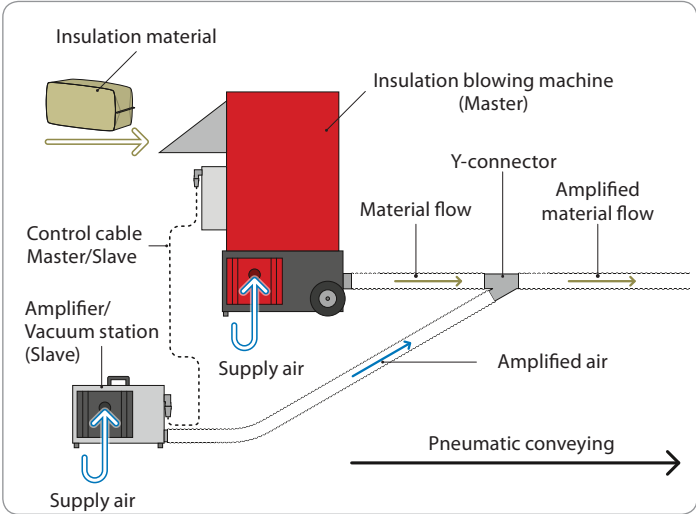 Insulation material
Insulation blowing machine
(Master)
Y-connector
Material flow
Amplified
material flow
Control cable
Master/Slave
Amplifier/
Vacuum station
(Slave)
Supply air
Amplified air
Pneumatic conveying
Supply air